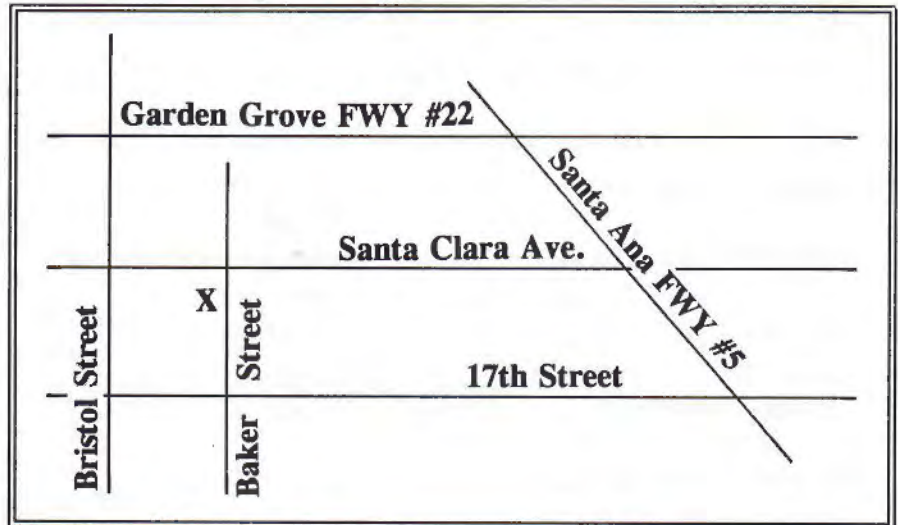 Garden Grove FWY #22
Santa Ana FWY #5
Santa Clara Ave.
X
Bristol Street
Baker Street
17th Street